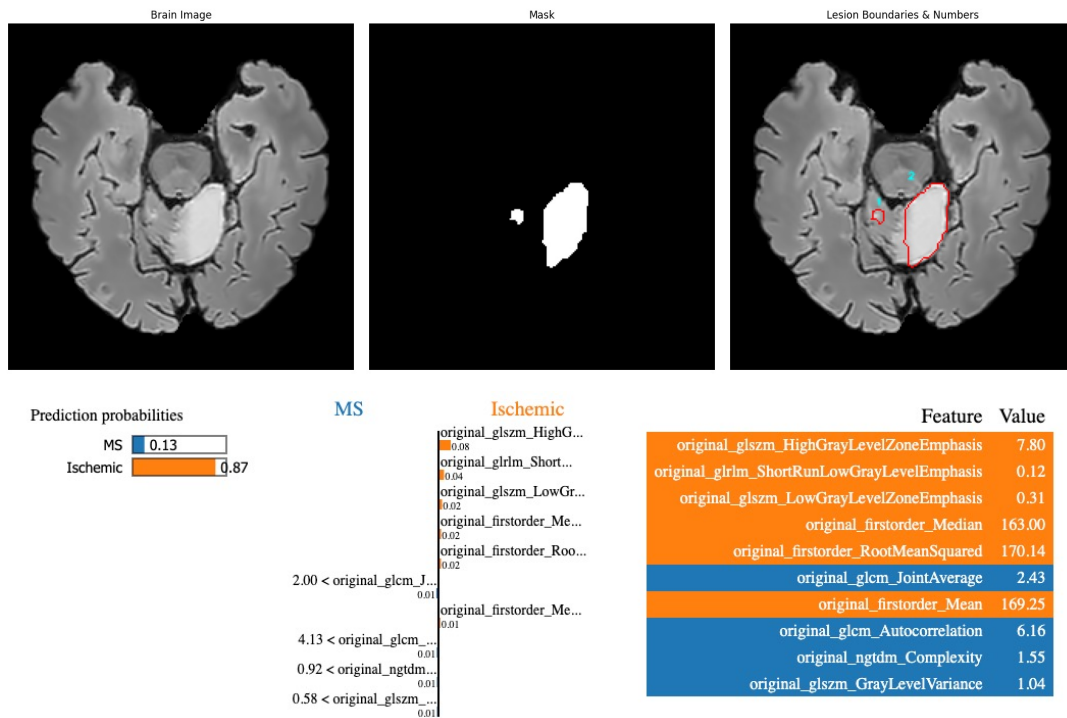 Brain Image
Mask
Lesion Boundaries & Numbers
1
2
Prediction probabilities
MS 0.13
Ischemic 0.87
MS
Ischemic
original_glszm_HighG...
0.08
original_glrlm_Short...
0.04
original_glszm_LowGr...
0.02
original_firstorder_Me...
0.02
original_firstorder_Roo...
0.02
2.00 < original_glcm_J...
0.01
original_firstorder_Me...
0.01
4.13 < original_glcm_...
0.01
0.92 < original_ngtdm...
0.01
0.58 < original_glszm_...
0.01
Feature Value
original_glszm_HighGrayLevelZoneEmphasis 7.80
original_glrlm_ShortRunLowGrayLevelEmphasis 0.12
original_glszm_LowGrayLevelZoneEmphasis 0.31
original_firstorder_Median 163.00
original_firstorder_RootMeanSquared 170.14
original_glcm_JointAverage 2.43
original_firstorder_Mean 169.25
original_glcm_Autocorrelation 6.16
original_ngtdm_Complexity 1.55
original_glszm_GrayLevelVariance 1.04